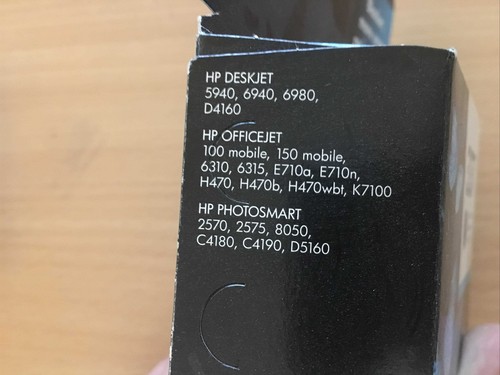 HP DESKJET
5940, 6940, 6980,
D4160
HP OFFICEJET
100 mobile, 150 mobile,
6310, 6315, E710a, E710n,
H470, H470b, H470wbt, K7100
HP PHOTOSMART
2570, 2575, 8050,
C4180, C4190, D5160